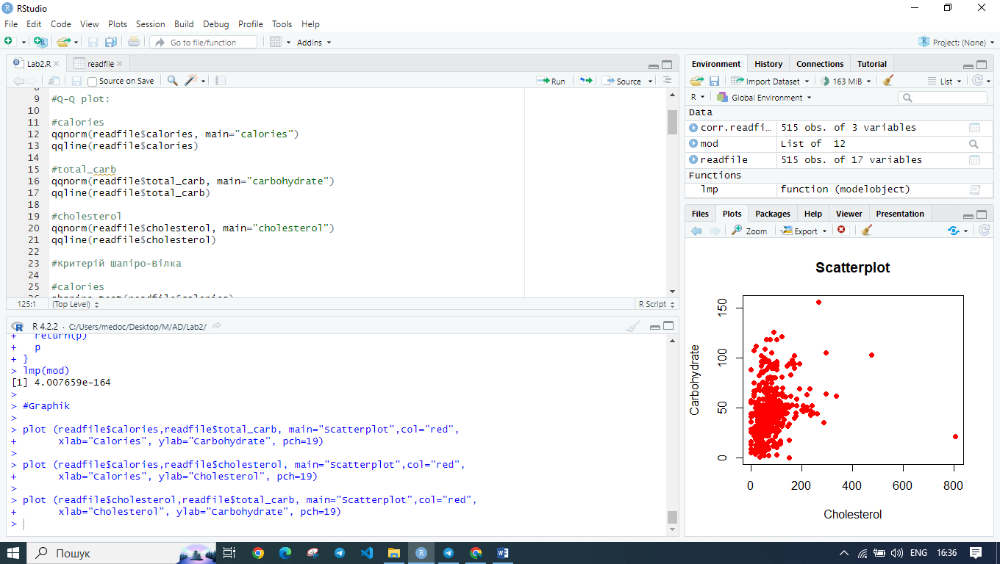 RStudio
File Edit Code View Plots Session Build Debug Profile Tools Help
Go to file/function Addins Project: (None)
Lab2.R readfile
Source on Save Run Source
9 #Q-Q plot:
10
11 #calories
12 qqnorm(readfile$calories, main="calories")
13 qqline(readfile$calories)
14
15 #total_carb
16 qqnorm(readfile$total_carb, main="carbohydrate")
17 qqline(readfile$total_carb)
18
19 #cholesterol
20 qqnorm(readfile$cholesterol, main="cholesterol")
21 qqline(readfile$cholesterol)
22
23 #Критерій Шапіро-Вілка
24
25 #calories
26 shapiro.test(readfile$calories)
125:1 (Top Level) R Script
R 4.2.2 · C:/Users/medoc/Desktop/M/AD/Lab2/
+ return(p)
+ p
+ }
> lmp(mod)
[1] 4.007659e-164
>
> #Graphik
>
> plot (readfile$calories,readfile$total_carb, main="Scatterplot",col="red",
+ xlab="Calories", ylab="Carbohydrate", pch=19)
>
> plot (readfile$calories,readfile$cholesterol, main="Scatterplot",col="red",
+ xlab="Calories", ylab="Cholesterol", pch=19)
>
> plot (readfile$cholesterol,readfile$total_carb, main="Scatterplot",col="red",
+ xlab="Cholesterol", ylab="Carbohydrate", pch=19)
>
Environment History Connections Tutorial
Import Dataset 163 MiB List
R Global Environment
Data
corr.readfi… 515 obs. of 3 variables
mod List of 12
readfile 515 obs. of 17 variables
Functions
lmp function (modelobject)
Files Plots Packages Help Viewer Presentation
Zoom Export
Scatterplot
Carbohydrate
150
100
50
0
0 200 400 600 800
Cholesterol
Пошук ENG 16:36